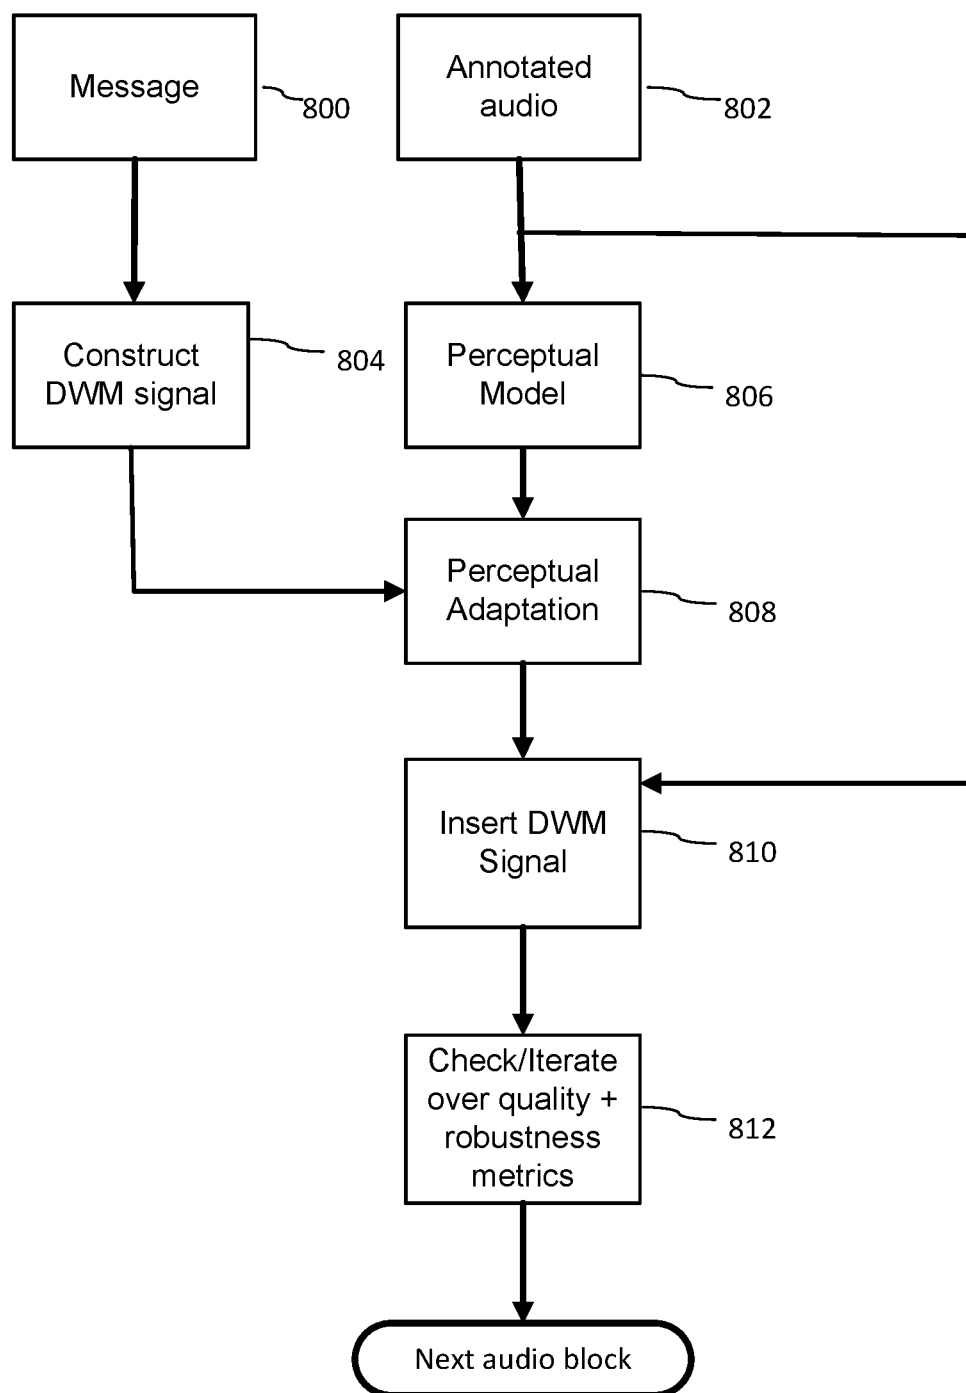 Message
800
Annotated
audio
802
Construct
DWM signal
804
Perceptual
Model
806
Perceptual
Adaptation
808
Insert DWM
Signal
810
Check/Iterate
over quality +
robustness
metrics
812
Next audio block